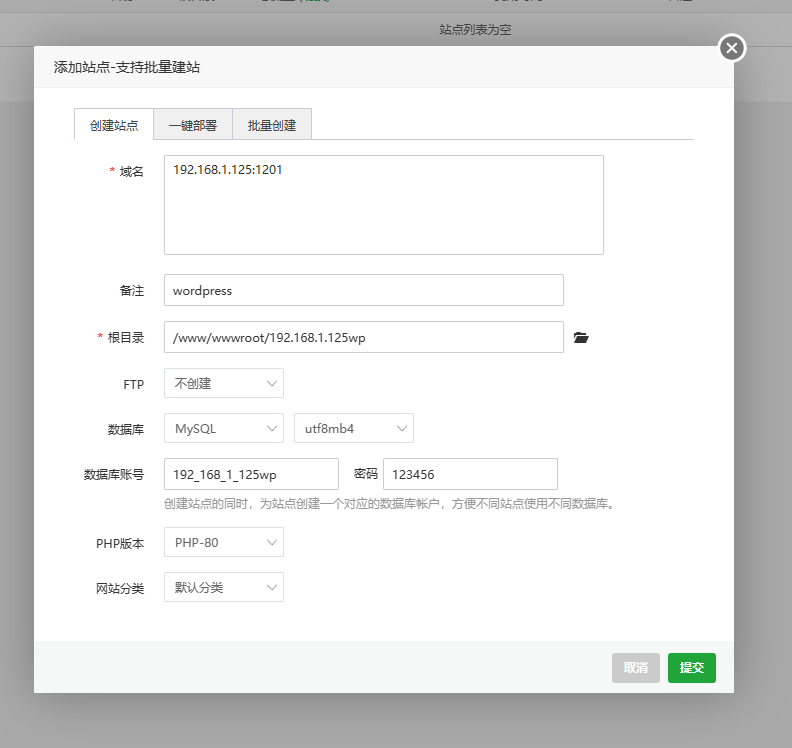 站点列表为空
添加站点-支持批量建站
创建站点 一键部署 批量创建
* 域名 192.168.1.125:1201
备注 wordpress
* 根目录 /www/wwwroot/192.168.1.125wp
FTP 不创建
数据库 MySQL utf8mb4
数据库账号 192_168_1_125wp 密码 123456
创建站点的同时，为站点创建一个对应的数据库帐户，方便不同站点使用不同数据库。
PHP版本 PHP-80
网站分类 默认分类
取消 提交